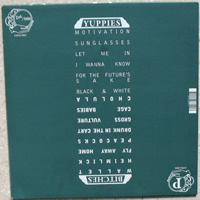 YUPPIES
MOTIVATION
SUNGLASSES
LET ME IN
I WANNA KNOW
FOR THE FUTURE'S
SAKE
BLACK & WHITE
BITCHES
WALLET
HEIMLICK
FLY AWAY HOME
PEACOCKS
DRUNK IN THE CART
GROSS VULTURE
CAGE BABIES
CHOLULA